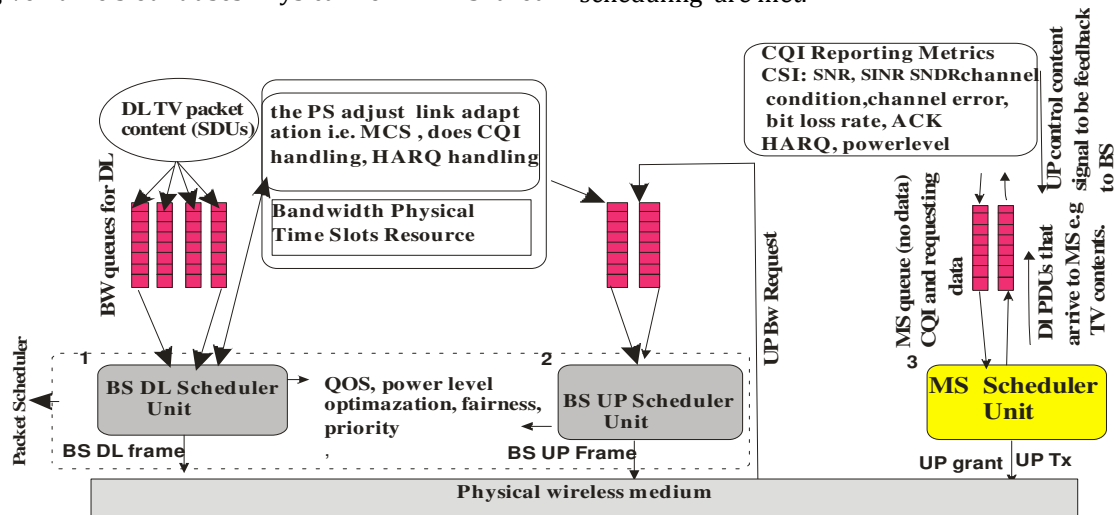 DL TV packet
content (SDUs)
BW queues for DL
the PS adjust link adapt
ation i.e. MCS , does CQI
handling, HARQ handling
Bandwidth Physical
Time Slots Resource
UP Bw Request
CQI Reporting Metrics
CSI: SNR, SINR SNDRchannel
condition,channel error,
bit loss rate, ACK
HARQ, powerlevel
UP control content
signal to be feedback
to BS
MS queue (no data)
CQI and requesting
data
Dl PDUs that
arrive to MS e.g
TV contents.
Packet Scheduler
1
BS DL Scheduler
Unit
BS DL frame
QOS, power level
optimazation, fairness,
priority
,
2
BS UP Scheduler
Unit
BS UP Frame
3
MS Scheduler
Unit
UP grant
UP Tx
Physical wireless medium